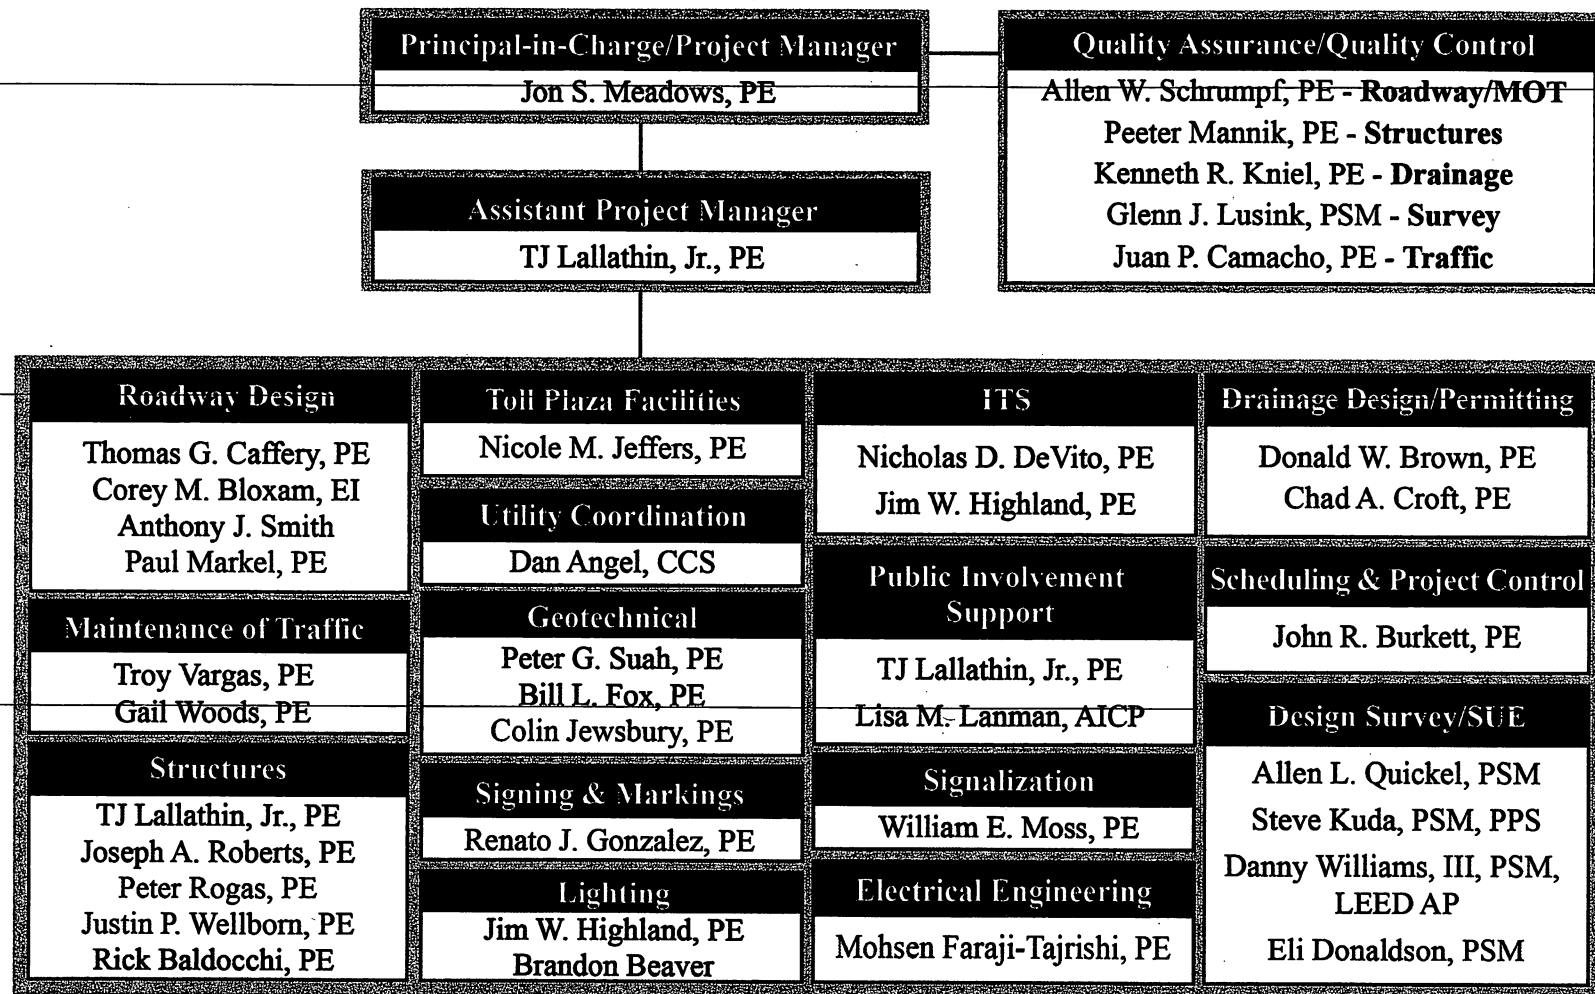 Principal-in-Charge/Project Manager
Jon S. Meadows, PE
Quality Assurance/Quality Control
Allen W. Schrumpf, PE - Roadway/MOT
Peeter Mannik, PE - Structures
Kenneth R. Kniel, PE - Drainage
Glenn J. Lusink, PSM - Survey
Juan P. Camacho, PE - Traffic
Assistant Project Manager
TJ Lallathin, Jr., PE
Roadway Design
Thomas G. Caffery, PE
Corey M. Bloxam, EI
Anthony J. Smith
Paul Markel, PE
Maintenance of Traffic
Troy Vargas, PE
Gail Woods, PE
Structures
TJ Lallathin, Jr., PE
Joseph A. Roberts, PE
Peter Rogas, PE
Justin P. Wellborn, PE
Rick Baldocchi, PE
Toll Plaza Facilities
Nicole M. Jeffers, PE
Utility Coordination
Dan Angel, CCS
Geotechnical
Peter G. Suah, PE
Bill L. Fox, PE
Colin Jewsbury, PE
Signing & Markings
Renato J. Gonzalez, PE
Lighting
Jim W. Highland, PE
Brandon Beaver
ITS
Nicholas D. DeVito, PE
Jim W. Highland, PE
Public Involvement
Support
TJ Lallathin, Jr., PE
Lisa M. Lanman, AICP
Signalization
William E. Moss, PE
Electrical Engineering
Mohsen Faraji-Tajrishi, PE
Drainage Design/Permitting
Donald W. Brown, PE
Chad A. Croft, PE
Scheduling & Project Control
John R. Burkett, PE
Design Survey/SUE
Allen L. Quickel, PSM
Steve Kuda, PSM, PPS
Danny Williams, III, PSM,
LEED AP
Eli Donaldson, PSM